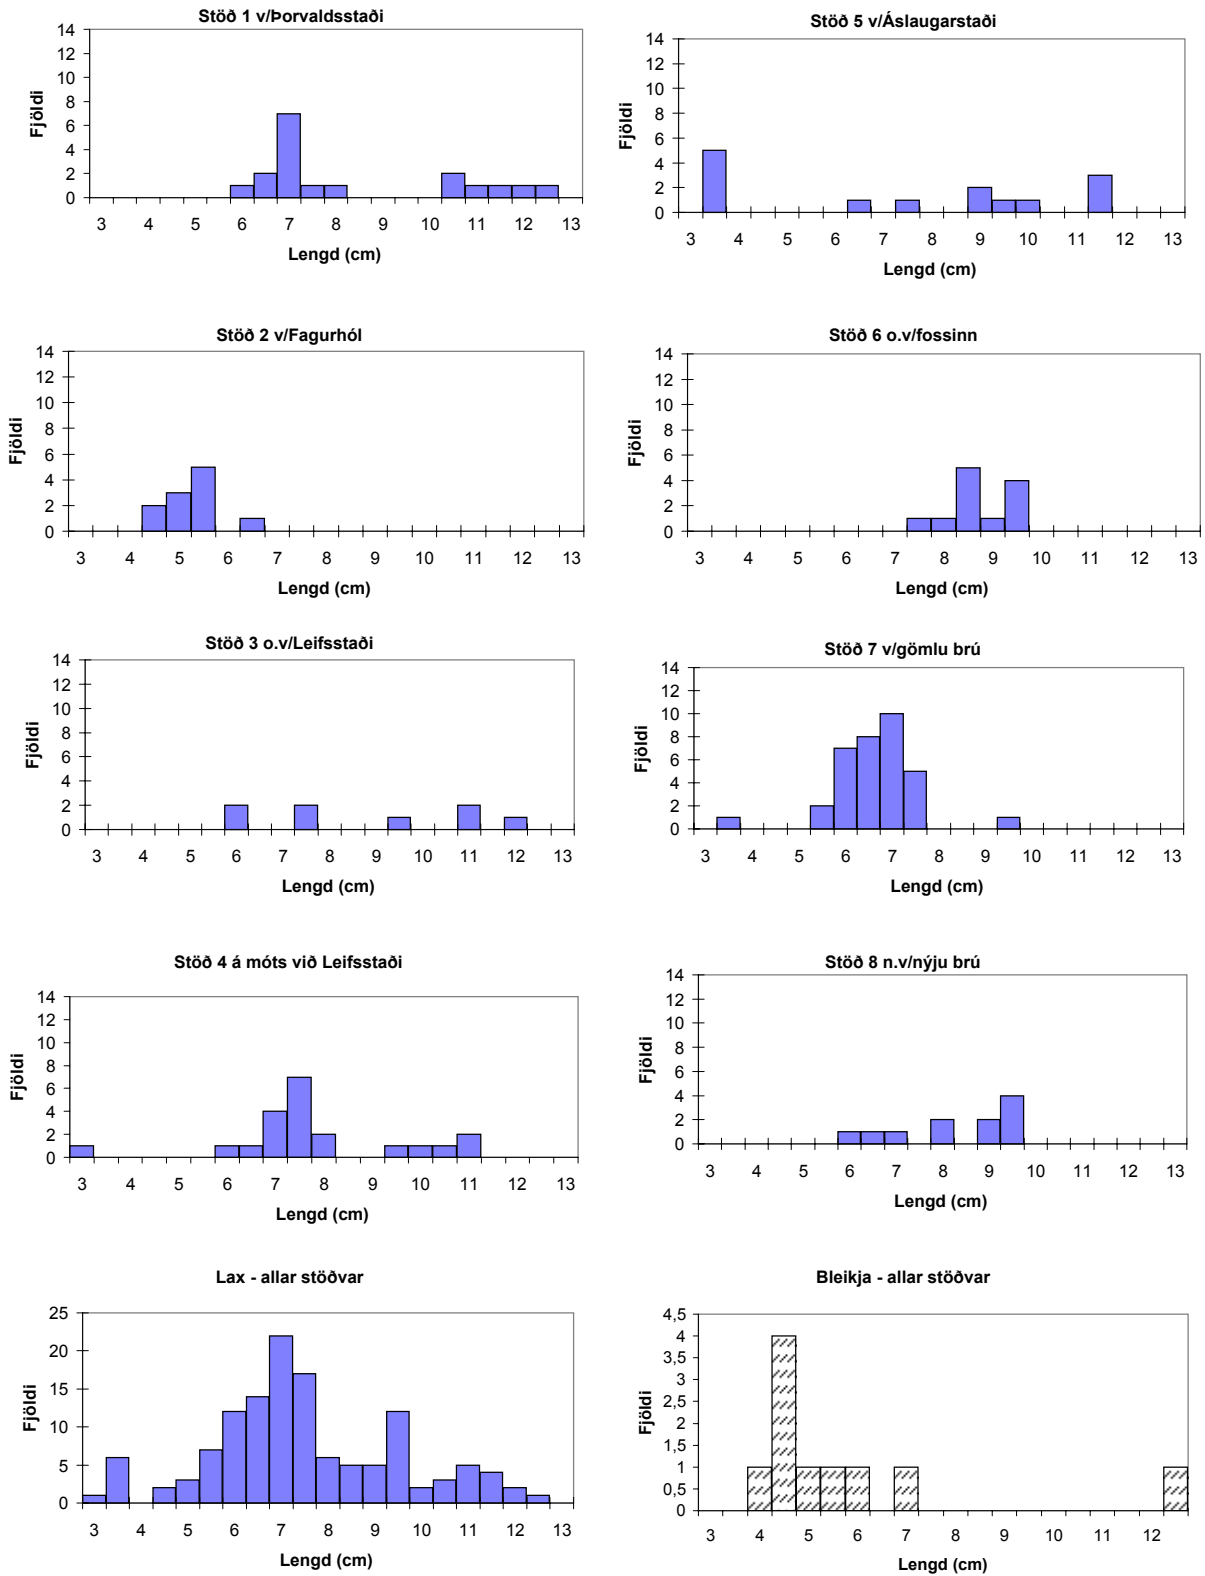 Stöð 1 v/Þorvaldsstaði
14
12
10
8
6
4
2
0
Fjöldi
3 4 5 6 7 8 9 10 11 12 13
Lengd (cm)
Stöð 5 v/Áslaugarstaði
14
12
10
8
6
4
2
0
Fjöldi
3 4 5 6 7 8 9 10 11 12 13
Lengd (cm)
Stöð 2 v/Fagurhól
14
12
10
8
6
4
2
0
Fjöldi
3 4 5 6 7 8 9 10 11 12 13
Lengd (cm)
Stöð 6 o.v/fossinn
14
12
10
8
6
4
2
0
Fjöldi
3 4 5 6 7 8 9 10 11 12 13
Lengd (cm)
Stöð 3 o.v/Leifsstaði
14
12
10
8
6
4
2
0
Fjöldi
3 4 5 6 7 8 9 10 11 12 13
Lengd (cm)
Stöð 7 v/gömlu brú
14
12
10
8
6
4
2
0
Fjöldi
3 4 5 6 7 8 9 10 11 12 13
Lengd (cm)
Stöð 4 á móts við Leifsstaði
14
12
10
8
6
4
2
0
Fjöldi
3 4 5 6 7 8 9 10 11 12 13
Lengd (cm)
Stöð 8 n.v/nýju brú
14
12
10
8
6
4
2
0
Fjöldi
3 4 5 6 7 8 9 10 11 12 13
Lengd (cm)
Lax - allar stöðvar
25
20
15
10
5
0
Fjöldi
3 4 5 6 7 8 9 10 11 12 13
Lengd (cm)
Bleikja - allar stöðvar
4,5
4
3,5
3
2,5
2
1,5
1
0,5
0
Fjöldi
3 4 5 6 7 8 9 10 11 12
Lengd (cm)